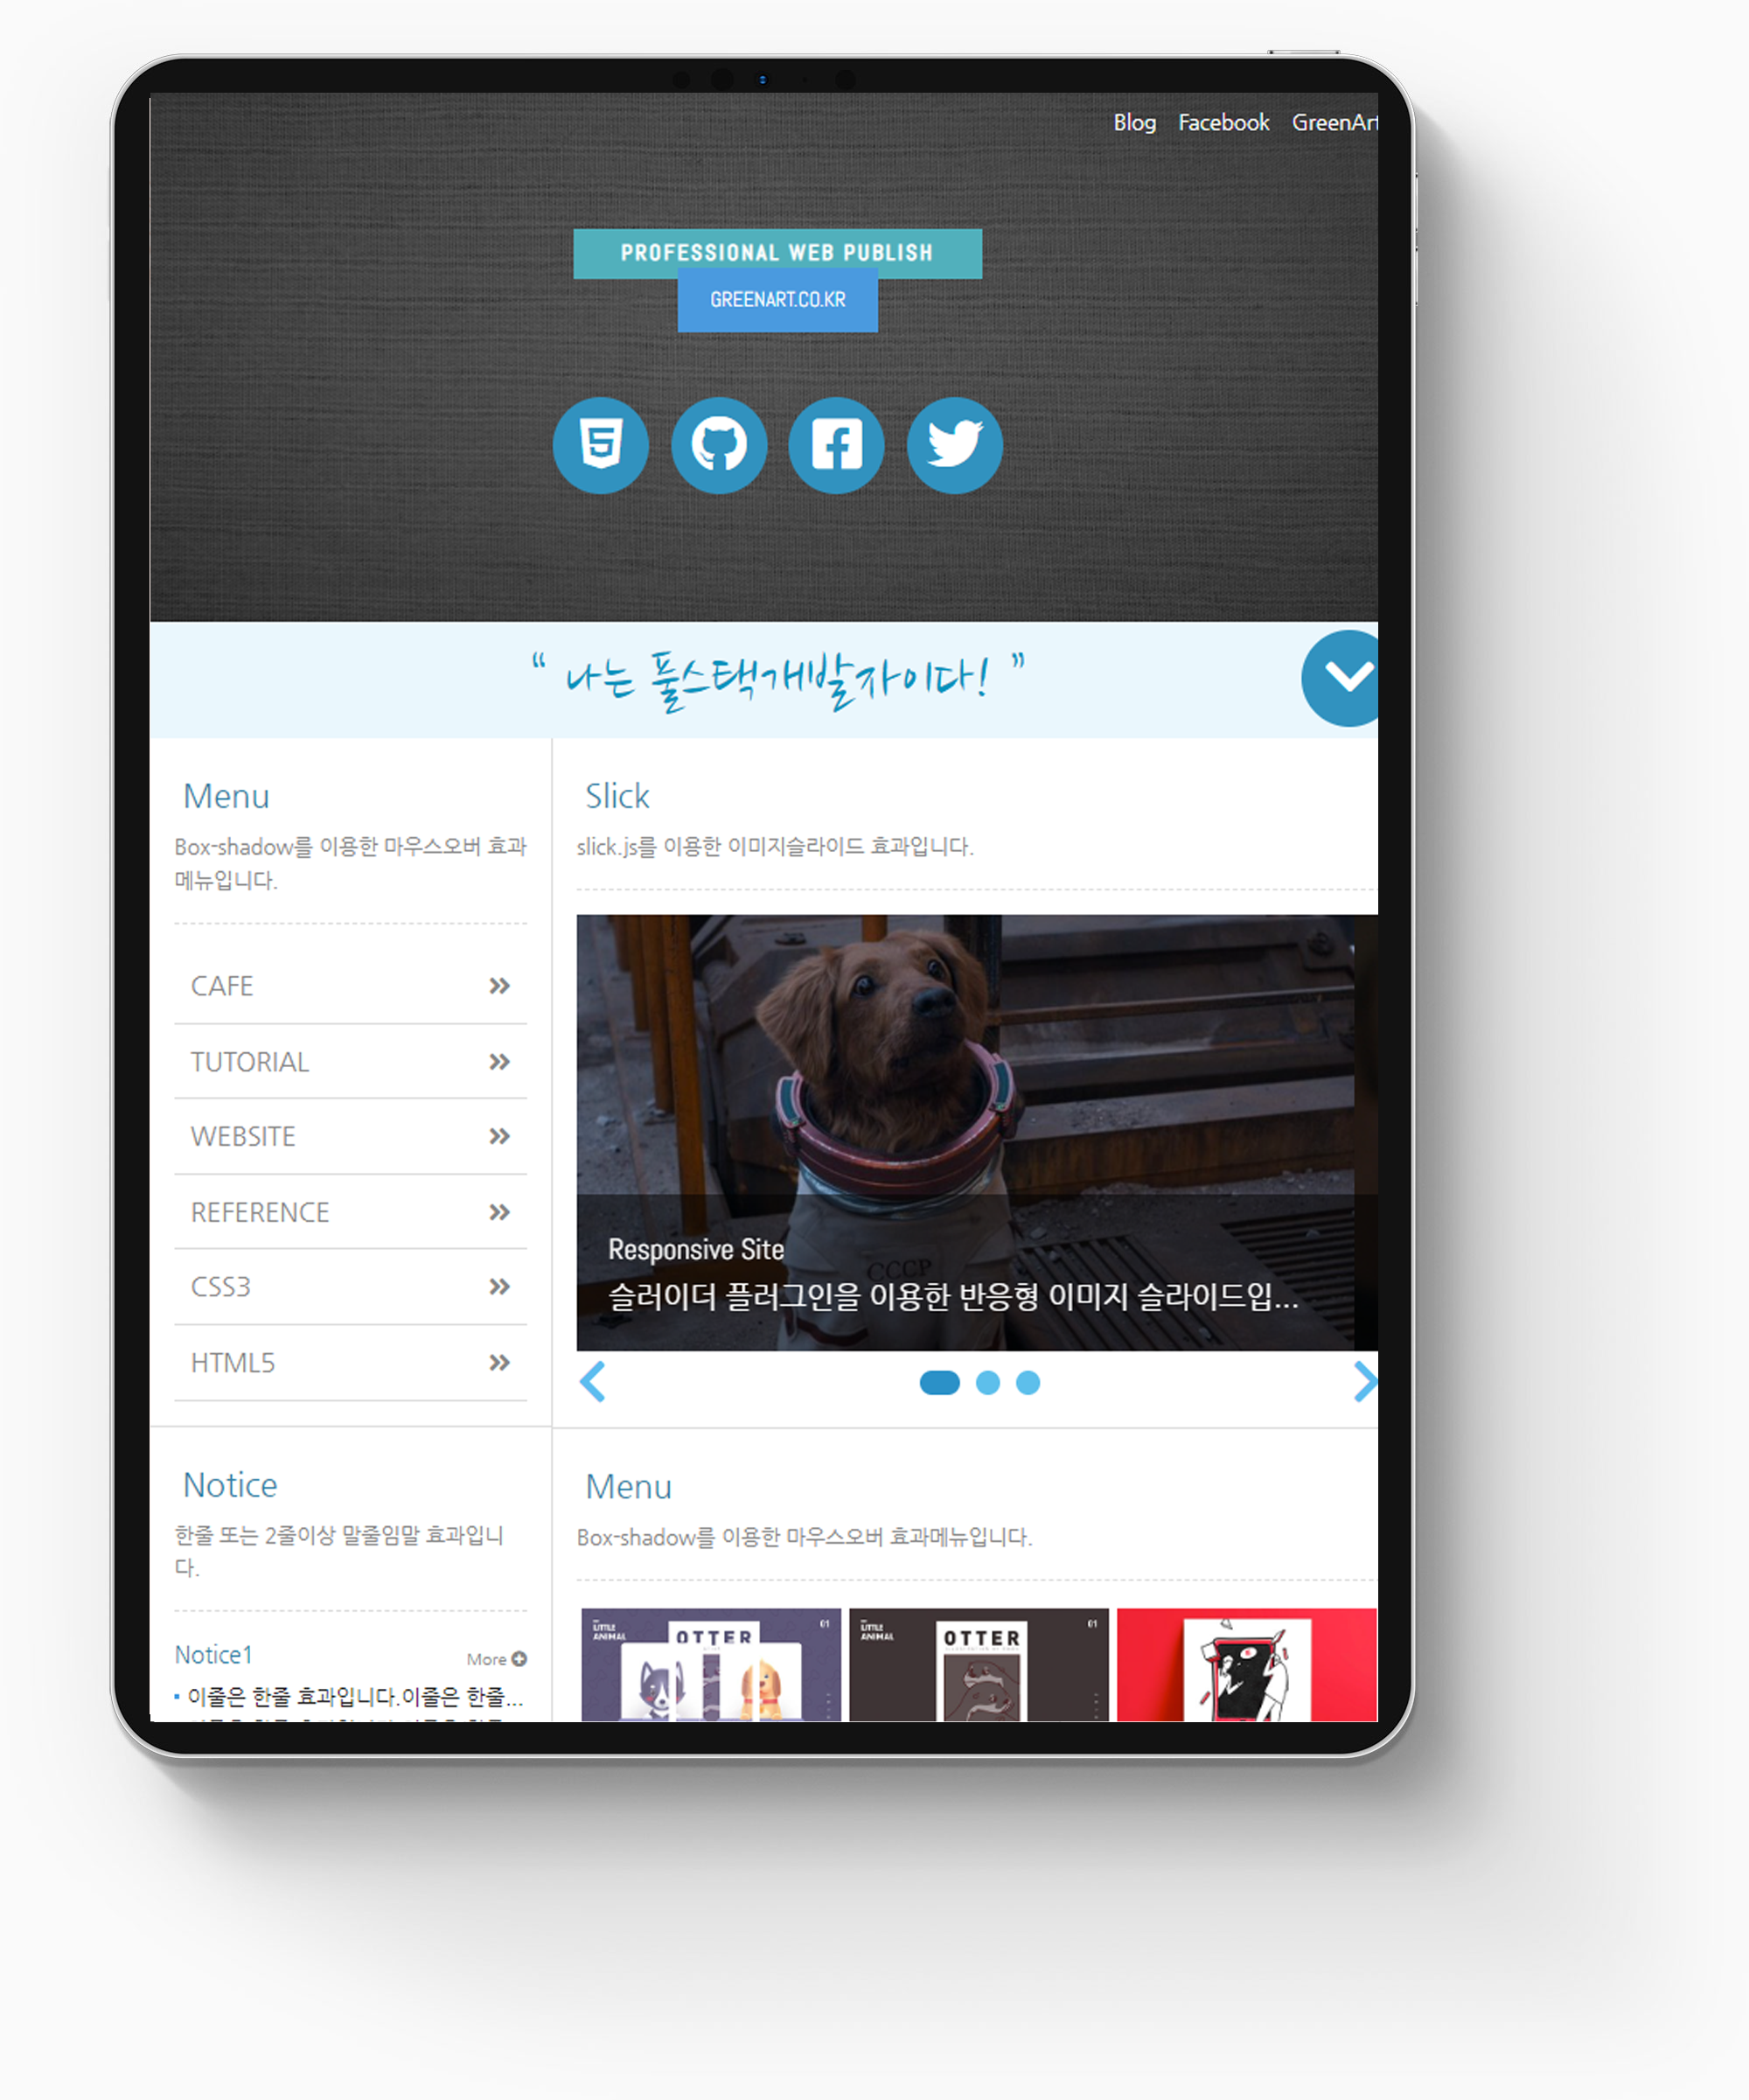 Blog Facebook GreenArt
PROFESSIONAL WEB PUBLISH
GREENART.CO.KR
“ 나는 풀스택개발자이다! ”
Menu
Box-shadow를 이용한 마우스오버 효과
메뉴입니다.
CAFE
TUTORIAL
WEBSITE
REFERENCE
CSS3
HTML5
Notice
한줄 또는 2줄이상 말줄임말 효과입니
다.
Notice1 More
이줄은 한줄 효과입니다.이줄은 한줄...
Slick
slick.js를 이용한 이미지슬라이드 효과입니다.
CCCP
Responsive Site
슬러이더 플러그인을 이용한 반응형 이미지 슬라이드입...
Menu
Box-shadow를 이용한 마우스오버 효과메뉴입니다.
LITTLE
ANIMAL
OTTER
01
LITTLE
ANIMAL
OTTER
01